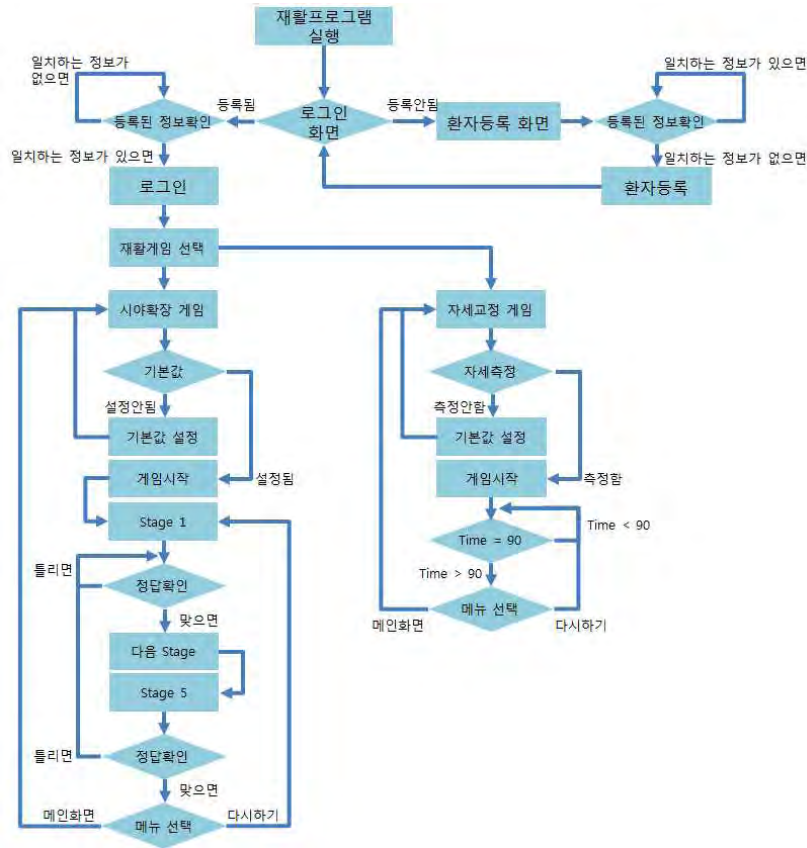 재활프로그램
실행
일치하는 정보가
없으면
등록됨
로그인
화면
등록안됨
환자등록 화면
일치하는 정보가 있으면
등록된 정보확인
등록된 정보확인
일치하는 정보가 있으면
일치하는 정보가 없으면
로그인
환자등록
재활게임 선택
시야확장 게임
기본값
설정안됨
기본값 설정
게임시작
설정됨
Stage 1
틀리면
정답확인
맞으면
다음 Stage
Stage 5
틀리면
정답확인
맞으면
메인화면
메뉴 선택
다시하기
자세교정 게임
자세측정
측정안함
기본값 설정
게임시작
측정함
Time < 90
Time = 90
Time > 90
메인화면
메뉴 선택
다시하기